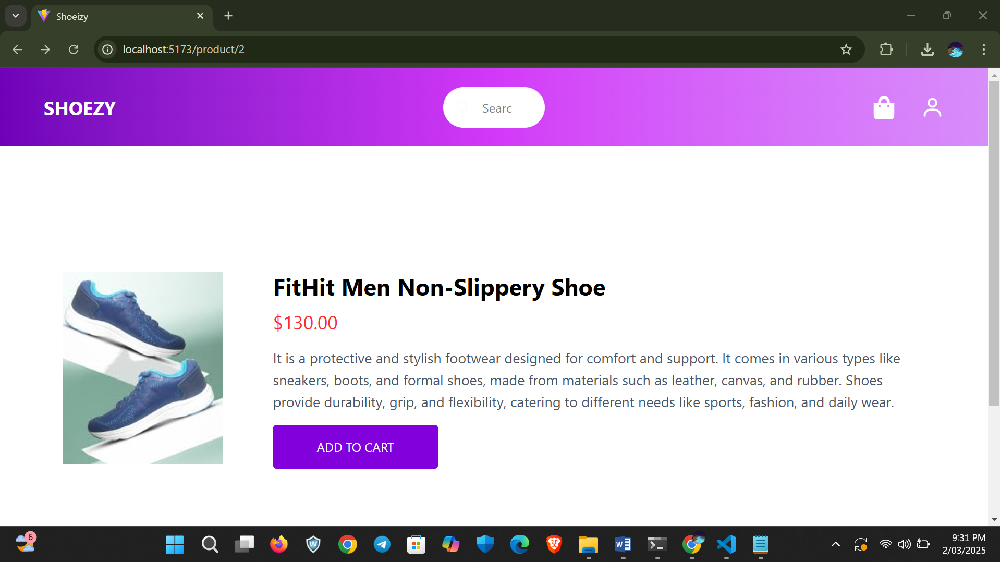 Shoeizy
localhost:5173/product/2
SHOEZY
Searc
FitHit Men Non-Slippery Shoe
$130.00
It is a protective and stylish footwear designed for comfort and support. It comes in various types like
sneakers, boots, and formal shoes, made from materials such as leather, canvas, and rubber. Shoes
provide durability, grip, and flexibility, catering to different needs like sports, fashion, and daily wear.
ADD TO CART
6
W
W
9:31 PM
2/03/2025